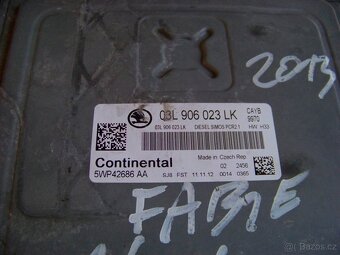 2013
03L 906 023 LK
CAYB
9970
03L 906 023 LK DIESEL SIMOS PCR2.1 HW H33
Continental
Made in Czech Rep
5WP42686 AA
02 2456
SJ8 FST 11 11 12 0014 0365
FABIE